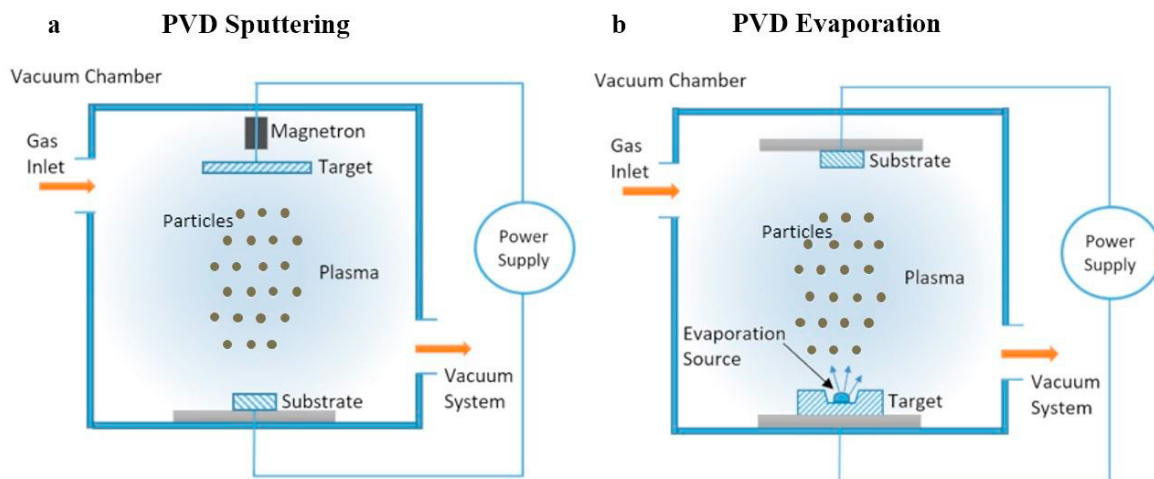 a
PVD Sputtering
Vacuum Chamber
Gas
Inlet
Magnetron
Target
Particles
Plasma
Power
Supply
Substrate
Vacuum
System
b
PVD Evaporation
Vacuum Chamber
Gas
Inlet
Substrate
Particles
Plasma
Power
Supply
Evaporation
Source
Target
Vacuum
System